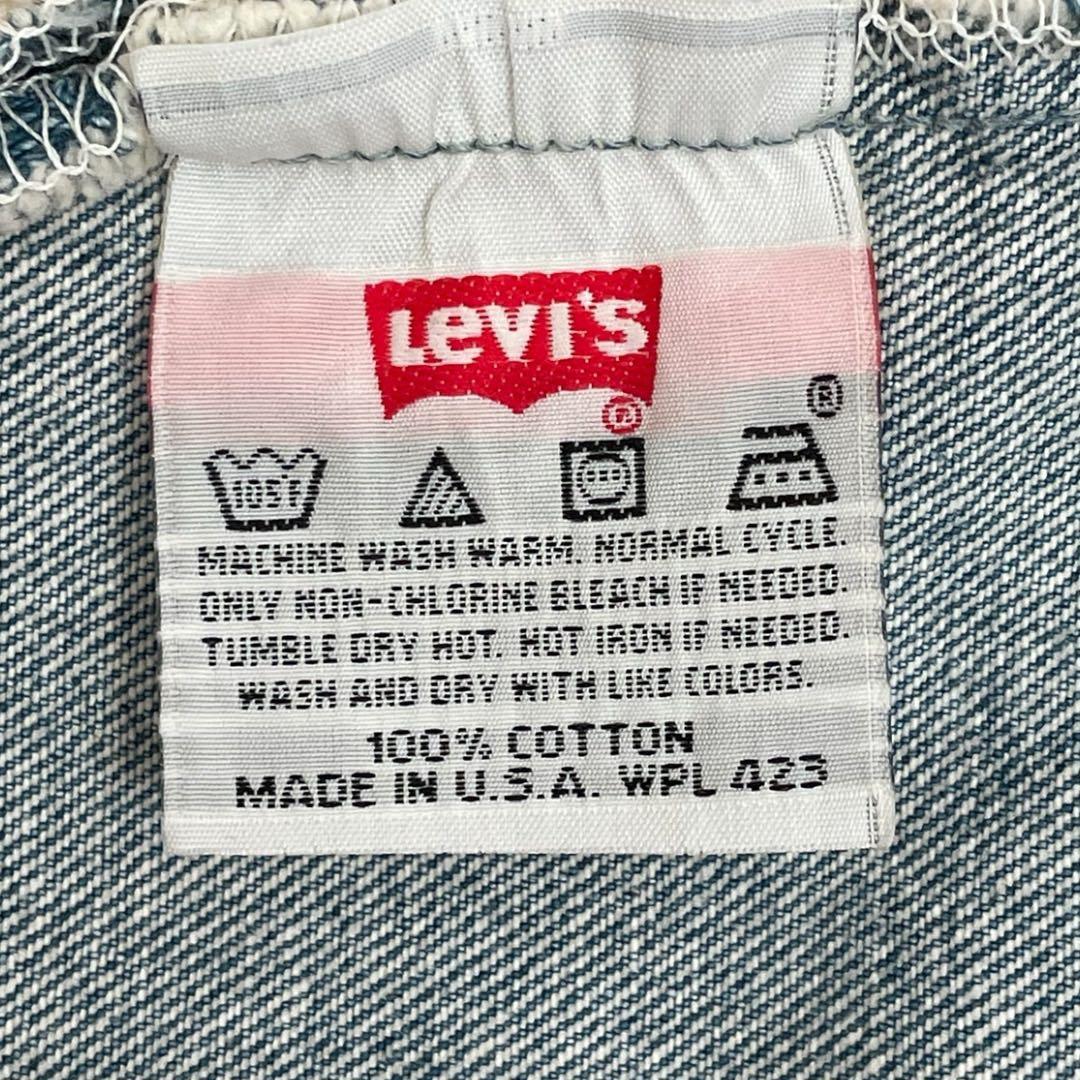 Levi's
®
®
105F
MACHINE WASH WARM. NORMAL CYCLE.
ONLY NON-CHLORINE BLEACH IF NEEDED.
TUMBLE DRY HOT. HOT IRON IF NEEDED.
WASH AND DRY WITH LIKE COLORS.
100% COTTON
MADE IN U.S.A. WPL 423